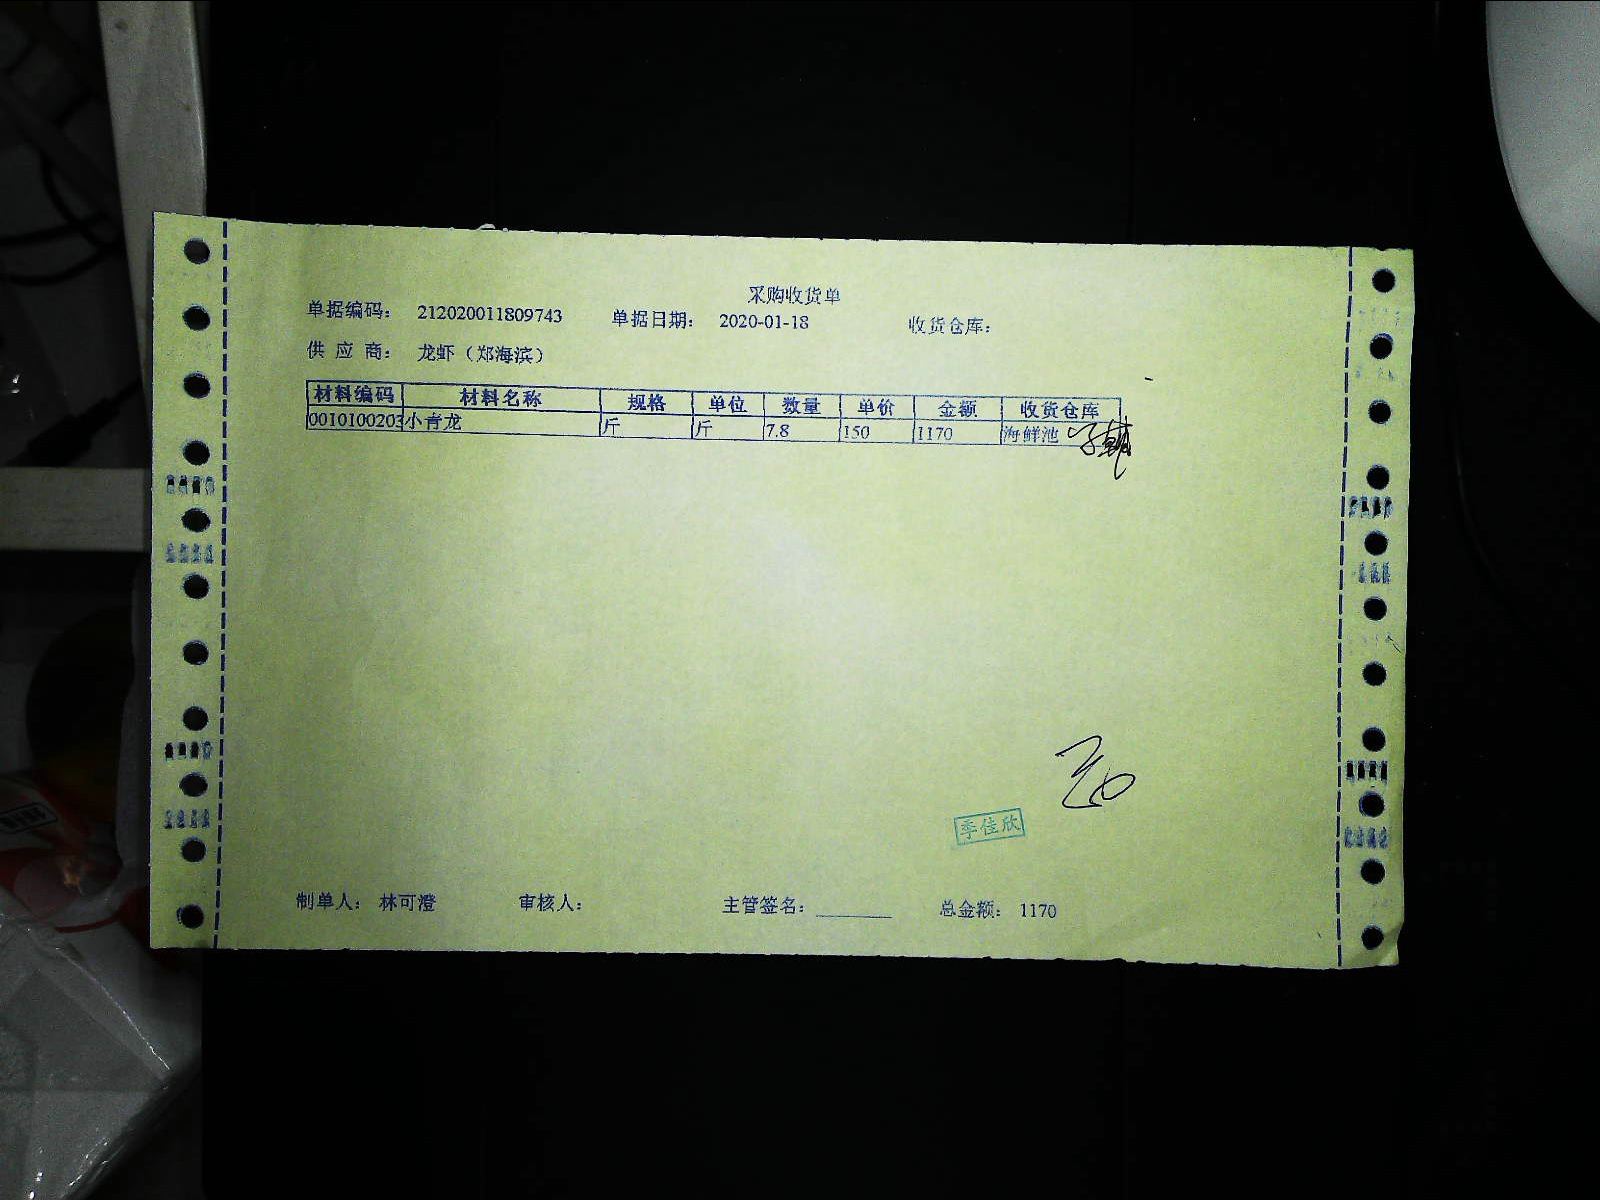 采购收货单
单据编码： 212020011809743 单据日期： 2020-01-18 收货仓库：
供 应 商： 龙虾（郑海滨）
材料编码 材料名称 规格 单位 数量 单价 金额 收货仓库
0010100203 小青龙 斤 斤 7.8 150 1170 海鲜池
季佳欣
制单人： 林可澄 审核人： 主管签名： 总金额： 1170